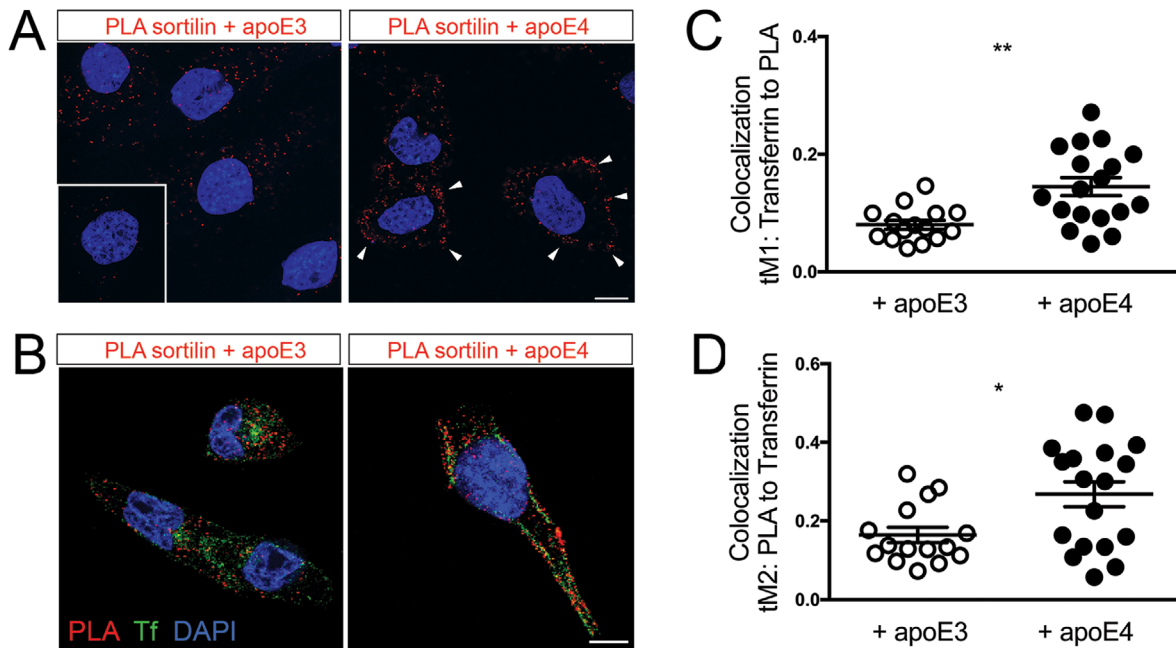 A
PLA sortilin + apoE3
PLA sortilin + apoE4
B
PLA sortilin + apoE3
PLA sortilin + apoE4
PLA Tf DAPI
C
Colocalization
tM1: Transferrin to PLA
0.4
0.2
0.0
**
+ apoE3
+ apoE4
D
Colocalization
tM2: PLA to Transferrin
0.6
0.4
0.2
0.0
*
+ apoE3
+ apoE4